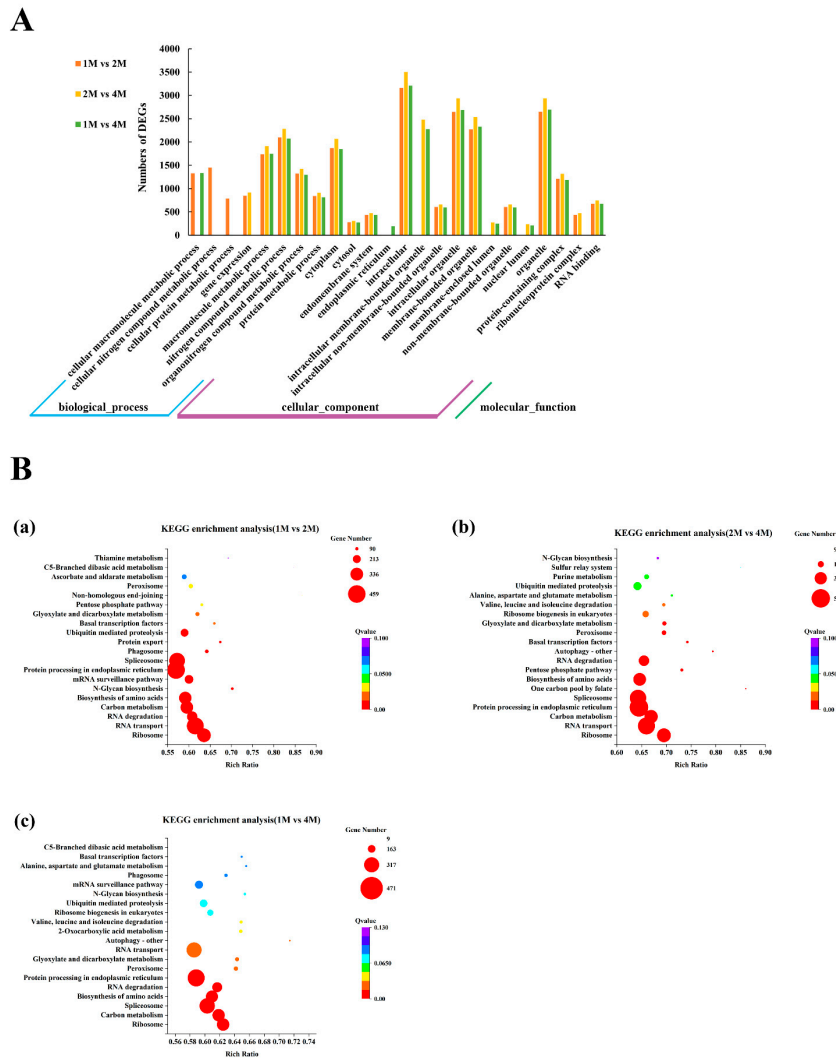 A
1M vs 2M
2M vs 4M
1M vs 4M
Numbers of DEGs
4000
3500
3000
2500
2000
1500
1000
500
0
cellular macromolecule metabolic process
cellular nitrogen compound metabolic process
cellular protein metabolic process
gene expression
macromolecule metabolic process
nitrogen compound metabolic process
organonitrogen compound metabolic process
protein metabolic process
cytoplasm
cytosol
endomembrane system
endoplasmic reticulum
intracellular
intracellular membrane-bounded organelle
intracellular non-membrane-bounded organelle
intracellular organelle
membrane-bounded organelle
membrane-enclosed lumen
non-membrane-bounded organelle
nuclear lumen
organelle
protein-containing complex
ribonucleoprotein complex
RNA binding
biological_process
cellular_component
molecular_function
B
(a)
KEGG enrichment analysis(1M vs 2M)
Thiamine metabolism
C5-Branched dibasic acid metabolism
Ascorbate and aldarate metabolism
Peroxisome
Non-homologous end-joining
Pentose phosphate pathway
Glyoxylate and dicarboxylate metabolism
Basal transcription factors
Ubiquitin mediated proteolysis
Protein export
Phagosome
Spliceosome
Protein processing in endoplasmic reticulum
mRNA surveillance pathway
N-Glycan biosynthesis
Biosynthesis of amino acids
Carbon metabolism
RNA degradation
RNA transport
Ribosome
0.55 0.60 0.65 0.70 0.75 0.80 0.85 0.90
Rich Ratio
Gene Number
90
213
336
459
Qvalue
0.100
0.0500
0.00
(b)
KEGG enrichment analysis(2M vs 4M)
N-Glycan biosynthesis
Sulfur relay system
Purine metabolism
Ubiquitin mediated proteolysis
Alanine, aspartate and glutamate metabolism
Valine, leucine and isoleucine degradation
Ribosome biogenesis in eukaryotes
Glyoxylate and dicarboxylate metabolism
Peroxisome
Basal transcription factors
Autophagy - other
RNA degradation
Pentose phosphate pathway
Biosynthesis of amino acids
One carbon pool by folate
Spliceosome
Protein processing in endoplasmic reticulum
Carbon metabolism
RNA transport
Ribosome
0.60 0.65 0.70 0.75 0.80 0.85 0.90
Rich Ratio
Gene Number
Qvalue
0.0500
0.00
(c)
KEGG enrichment analysis(1M vs 4M)
C5-Branched dibasic acid metabolism
Basal transcription factors
Alanine, aspartate and glutamate metabolism
Phagosome
mRNA surveillance pathway
N-Glycan biosynthesis
Ubiquitin mediated proteolysis
Ribosome biogenesis in eukaryotes
Valine, leucine and isoleucine degradation
2-Oxocarboxylic acid metabolism
Autophagy - other
RNA transport
Glyoxylate and dicarboxylate metabolism
Peroxisome
Protein processing in endoplasmic reticulum
RNA degradation
Biosynthesis of amino acids
Spliceosome
Carbon metabolism
Ribosome
0.56 0.58 0.60 0.62 0.64 0.66 0.68 0.70 0.72 0.74
Rich Ratio
Gene Number
9
163
317
471
Qvalue
0.130
0.0650
0.00